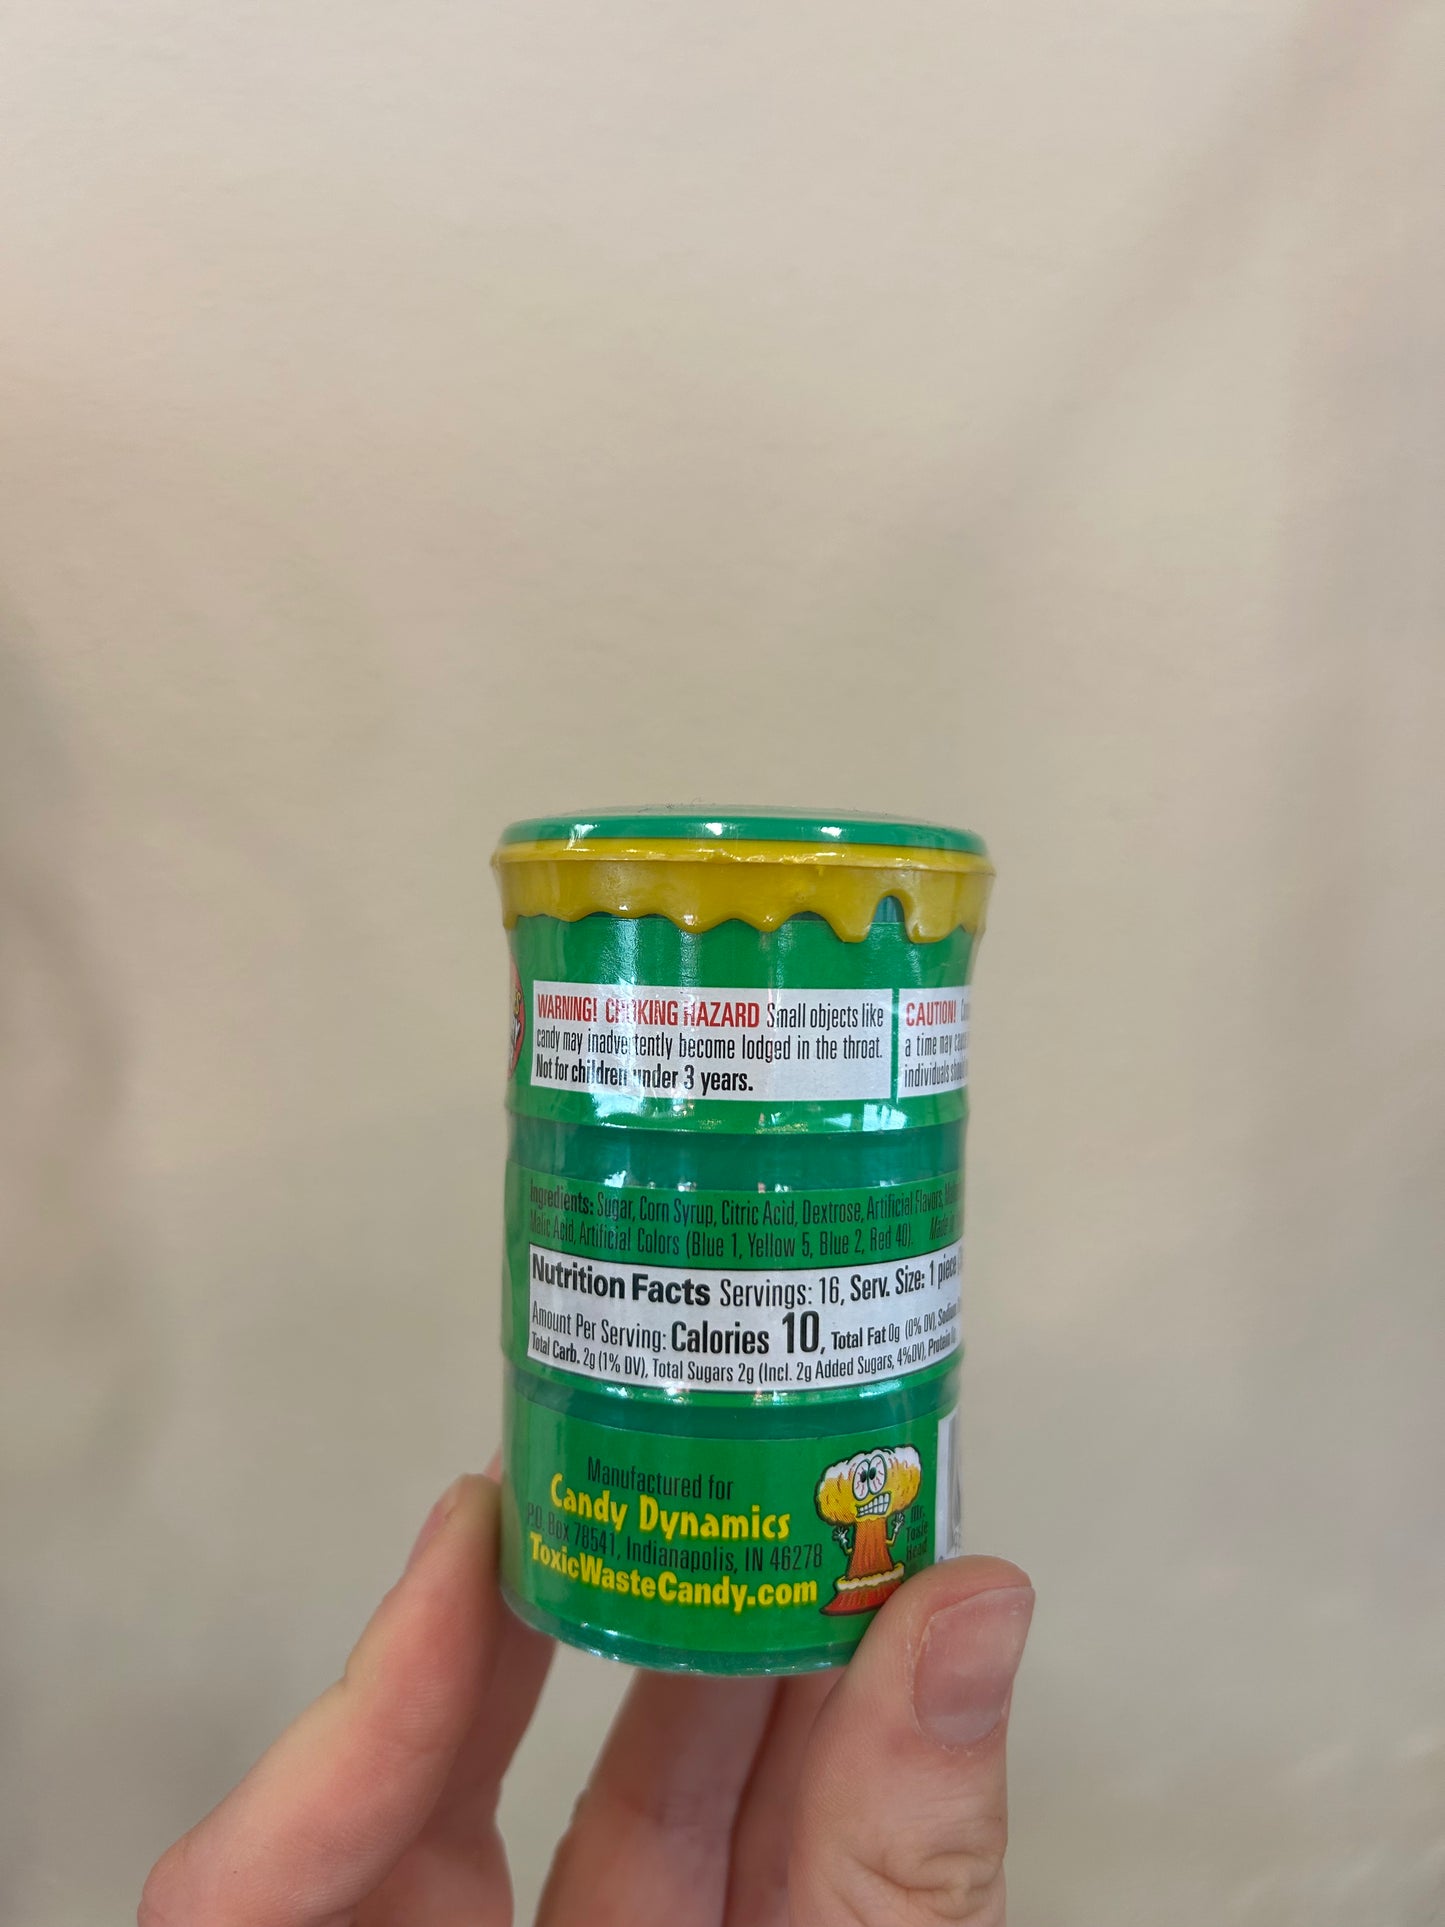 WARNING! CHOKING HAZARD Small objects like
candy may inadvertently become lodged in the throat.
Not for children under 3 years.
CAUTION!
a time may
individuals
Ingredients: Sugar, Corn Syrup, Citric Acid, Dextrose, Artificial Flavors,
Malic Acid, Artificial Colors (Blue 1, Yellow 5, Blue 2, Red 40). Made in
Nutrition Facts Servings: 16, Serv. Size: 1 piece
Amount Per Serving: Calories 10, Total Fat 0g (0% DV),
Total Carb. 2g (1% DV), Total Sugars 2g (Incl. 2g Added Sugars, 4%DV), Protein
Manufactured for
Candy Dynamics
P.O. Box 78541, Indianapolis, IN 46278
ToxicWasteCandy.com
Mr.
Toxie
Head